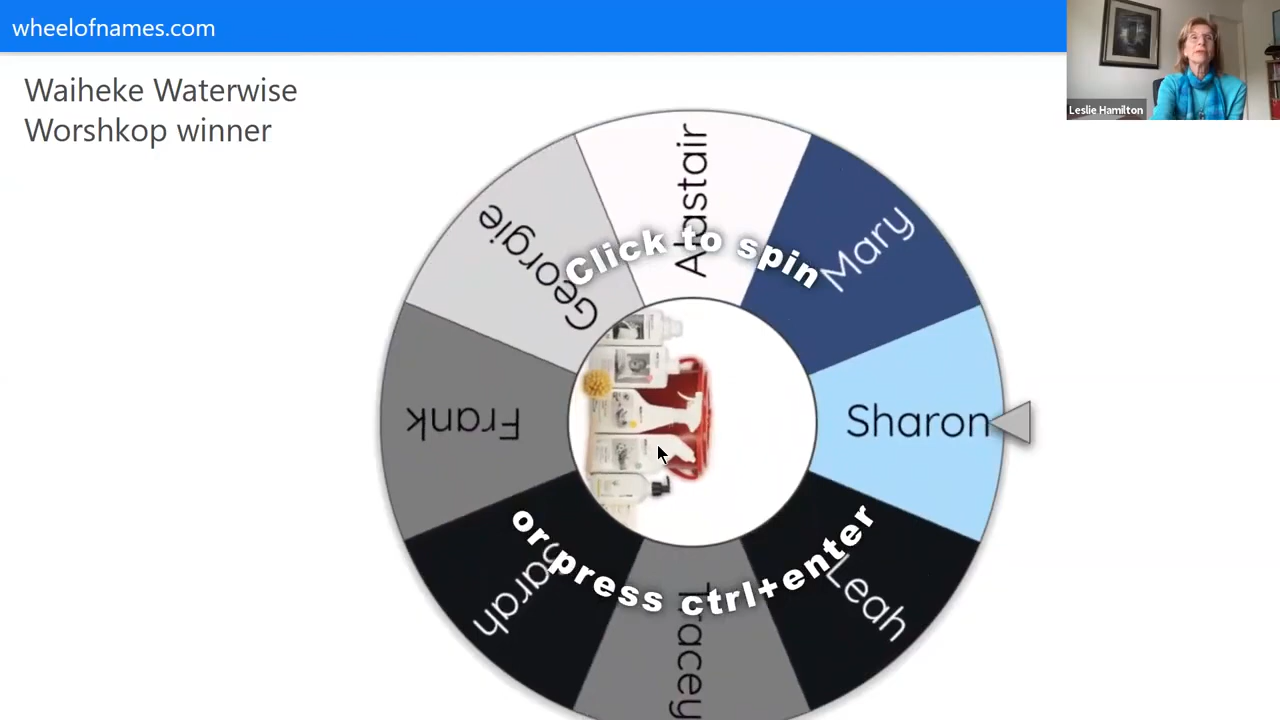 wheelofnames.com
Leslie Hamilton
Waiheke Waterwise
Worshkop winner
Alastair
Mary
Georgie
Click to spin
Sharon
Frank
or press ctrl+enter
Sarah
Leah
Tracey